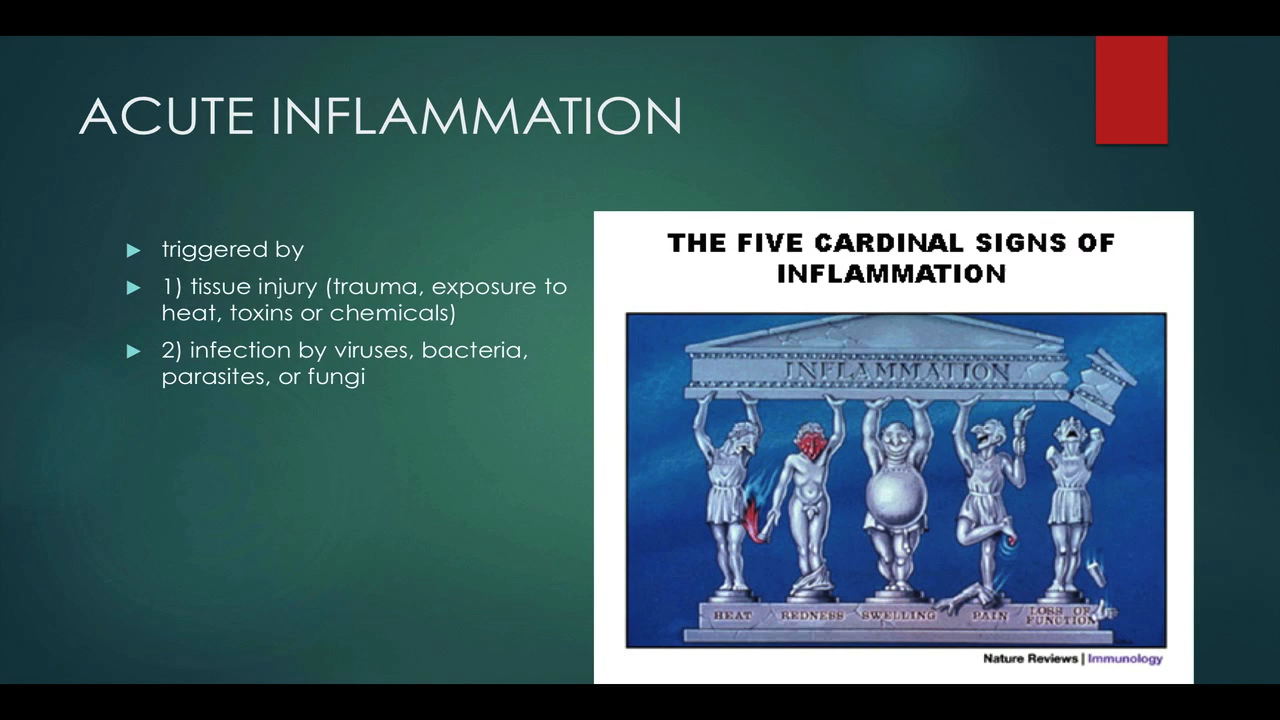 ACUTE INFLAMMATION
triggered by
1) tissue injury (trauma, exposure to
heat, toxins or chemicals)
2) infection by viruses, bacteria,
parasites, or fungi
THE FIVE CARDINAL SIGNS OF
INFLAMMATION
INFLAMMATION
HEAT REDNESS SWELLING PAIN LOSS OF
FUNCTION
Nature Reviews | Immunology